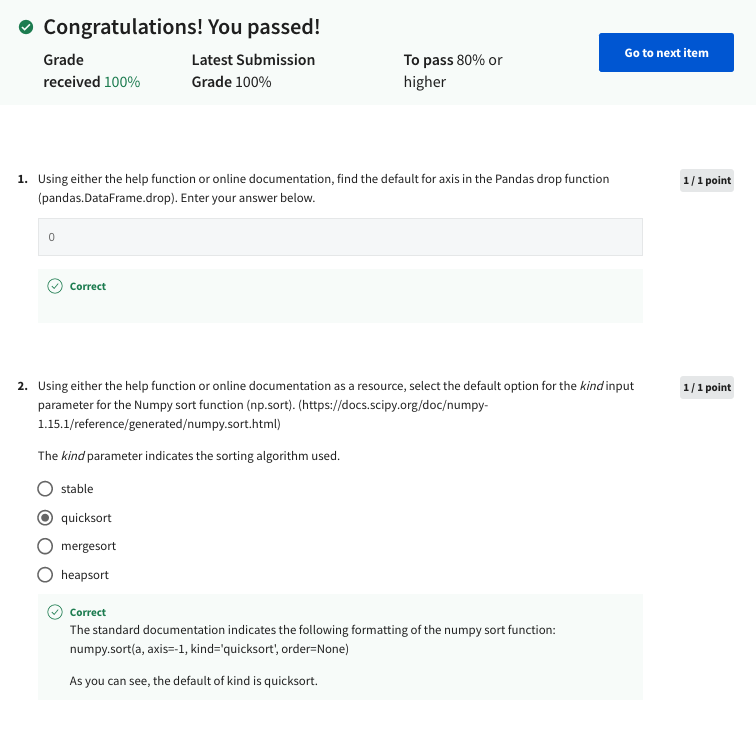 Congratulations! You passed!
Grade received 100%
Latest Submission Grade 100%
To pass 80% or higher
Go to next item
1. Using either the help function or online documentation, find the default for axis in the Pandas drop function
(pandas.DataFrame.drop). Enter your answer below.
1 / 1 point
0
Correct
2. Using either the help function or online documentation as a resource, select the default option for the kind input
parameter for the Numpy sort function (np.sort). (https://docs.scipy.org/doc/numpy-
1.15.1/reference/generated/numpy.sort.html)
1 / 1 point
The kind parameter indicates the sorting algorithm used.
stable
quicksort
mergesort
heapsort
Correct
The standard documentation indicates the following formatting of the numpy sort function:
numpy.sort(a, axis=-1, kind='quicksort', order=None)
As you can see, the default of kind is quicksort.